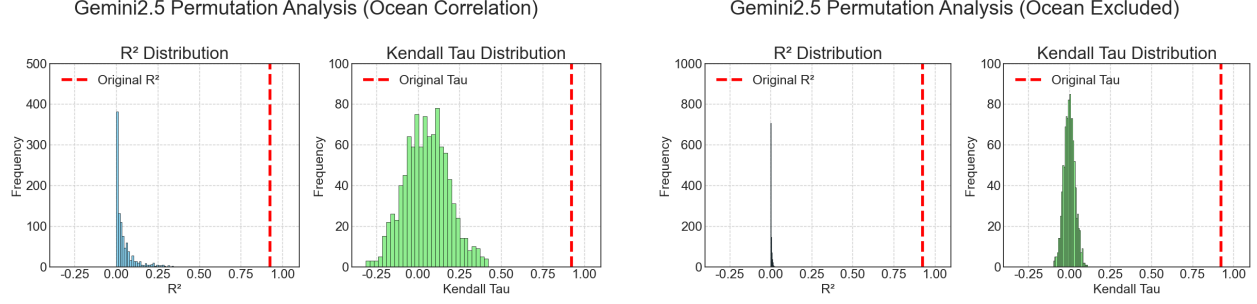 Gemini2.5 Permutation Analysis (Ocean Correlation)
R² Distribution
Original R²
500
400
300
200
100
0
Frequency
-0.25 0.00 0.25 0.50 0.75 1.00
R²
Kendall Tau Distribution
Original Tau
100
80
60
40
20
0
Frequency
-0.25 0.00 0.25 0.50 0.75 1.00
Kendall Tau
Gemini2.5 Permutation Analysis (Ocean Excluded)
R² Distribution
Original R²
1000
800
600
400
200
0
Frequency
-0.25 0.00 0.25 0.50 0.75 1.00
R²
Kendall Tau Distribution
Original Tau
100
80
60
40
20
0
Frequency
-0.25 0.00 0.25 0.50 0.75 1.00
Kendall Tau